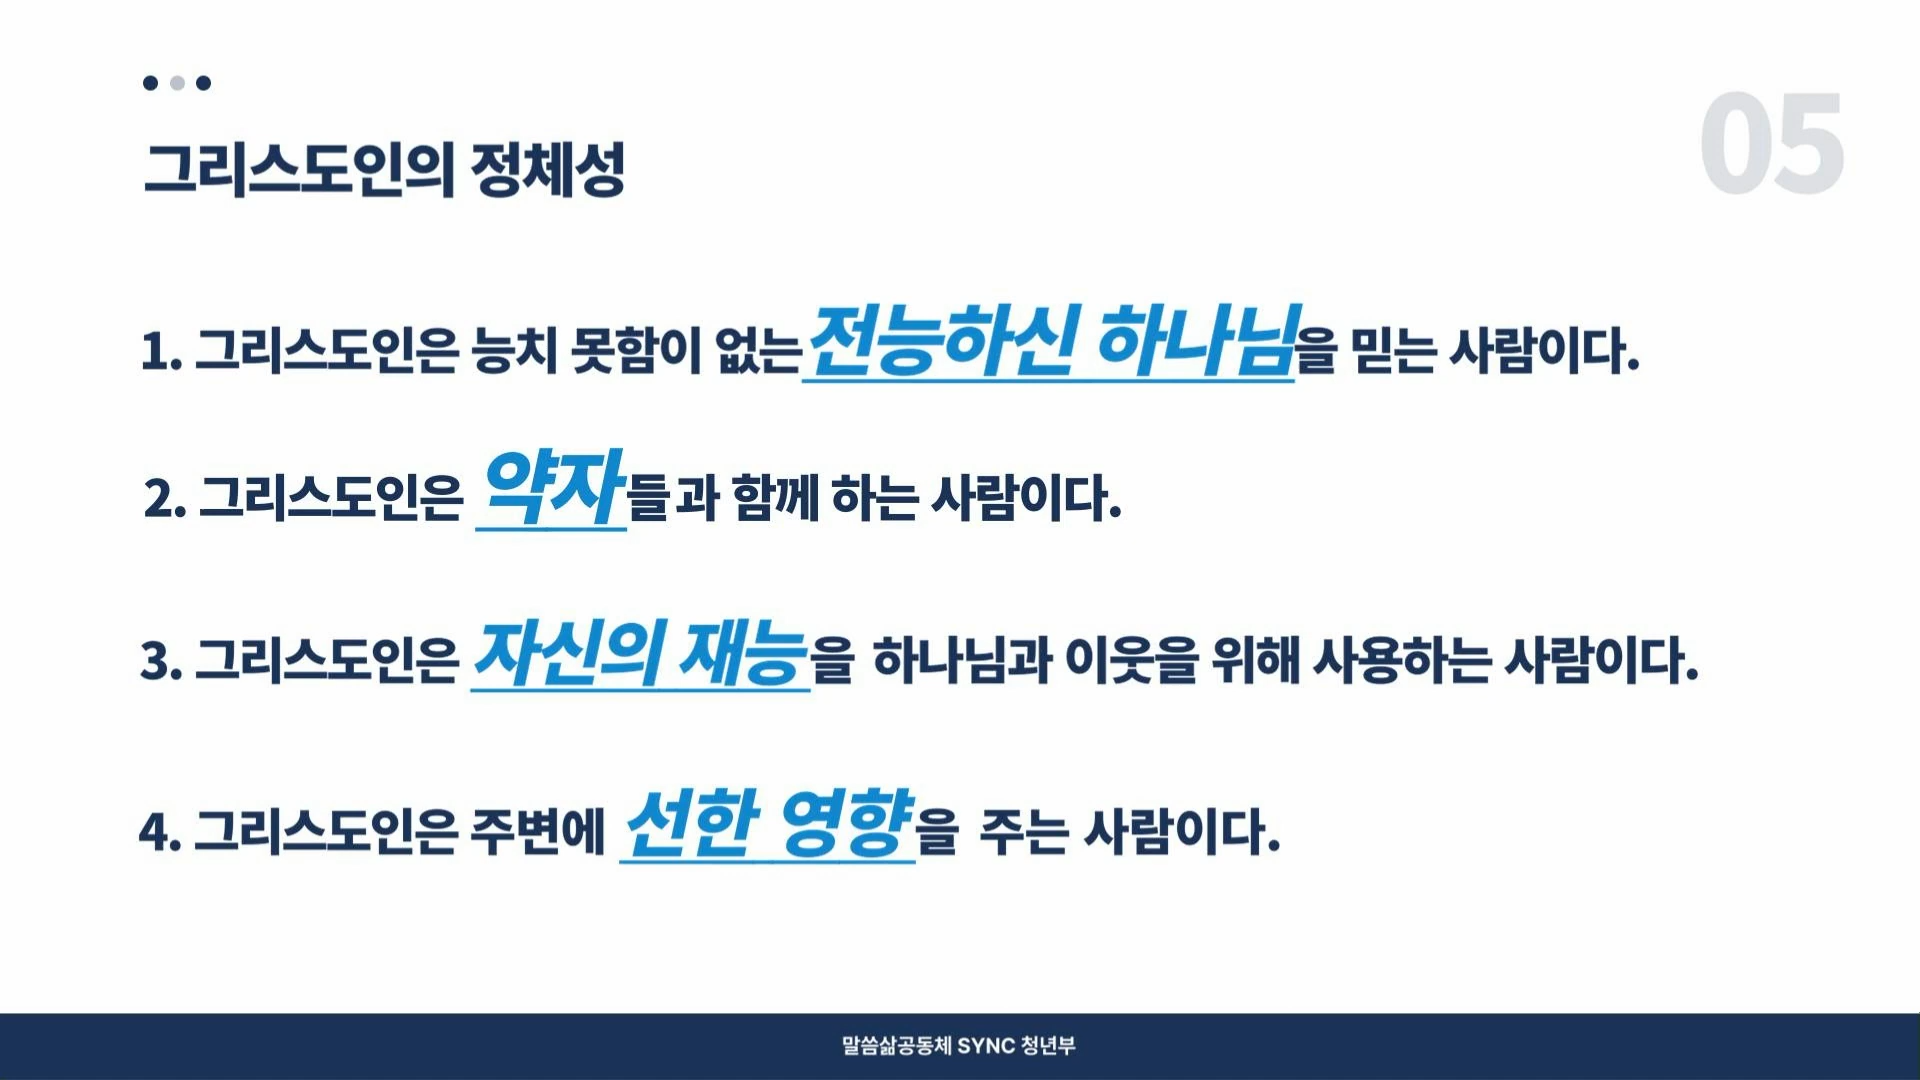 05
그리스도인의 정체성
1. 그리스도인은 능치 못함이 없는 전능하신 하나님을 믿는 사람이다.
2. 그리스도인은 약자들과 함께 하는 사람이다.
3. 그리스도인은 자신의 재능을 하나님과 이웃을 위해 사용하는 사람이다.
4. 그리스도인은 주변에 선한 영향을 주는 사람이다.
말씀삶공동체 SYNC 청년부